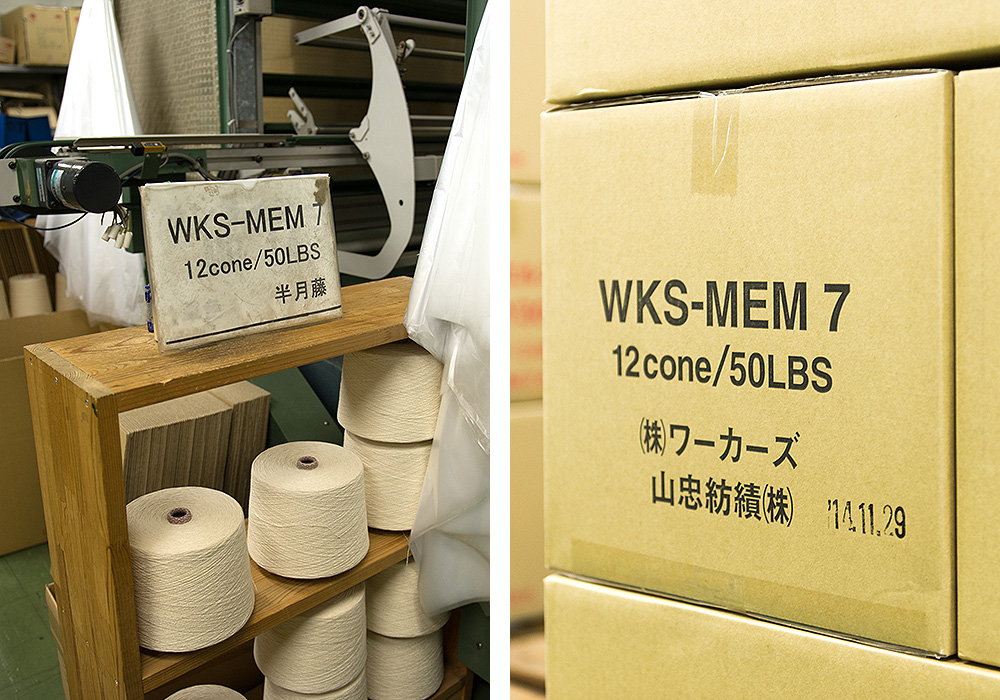 WKS-MEM 7
12cone/50LBS
半月藤
WKS-MEM 7
12cone/50LBS
㈱ワーカーズ
山忠紡績㈱
'14.11.29